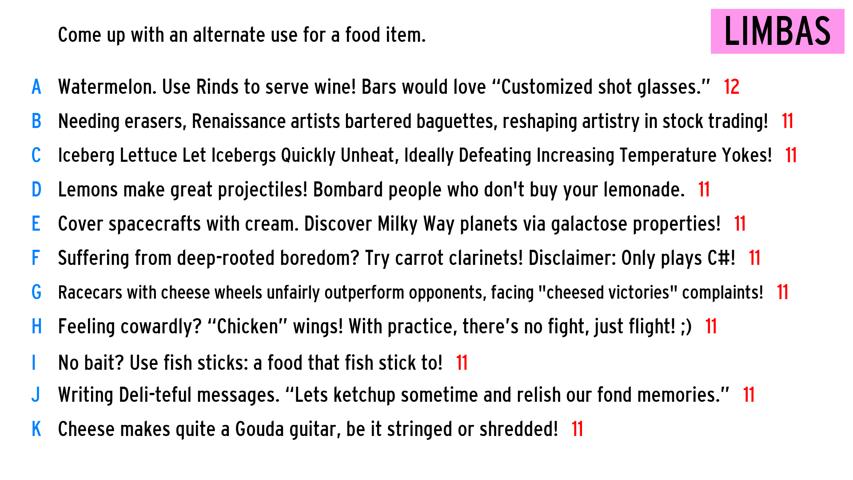 Come up with an alternate use for a food item.
LIMBAS
A Watermelon. Use Rinds to serve wine! Bars would love “Customized shot glasses.” 12
B Needing erasers, Renaissance artists bartered baguettes, reshaping artistry in stock trading! 11
C Iceberg Lettuce Let Icebergs Quickly Unheat, Ideally Defeating Increasing Temperature Yokes! 11
D Lemons make great projectiles! Bombard people who don't buy your lemonade. 11
E Cover spacecrafts with cream. Discover Milky Way planets via galactose properties! 11
F Suffering from deep-rooted boredom? Try carrot clarinets! Disclaimer: Only plays C#! 11
G Racecars with cheese wheels unfairly outperform opponents, facing "cheesed victories" complaints! 11
H Feeling cowardly? “Chicken” wings! With practice, there’s no fight, just flight! ;) 11
I No bait? Use fish sticks: a food that fish stick to! 11
J Writing Deli-teful messages. “Lets ketchup sometime and relish our fond memories.” 11
K Cheese makes quite a Gouda guitar, be it stringed or shredded! 11